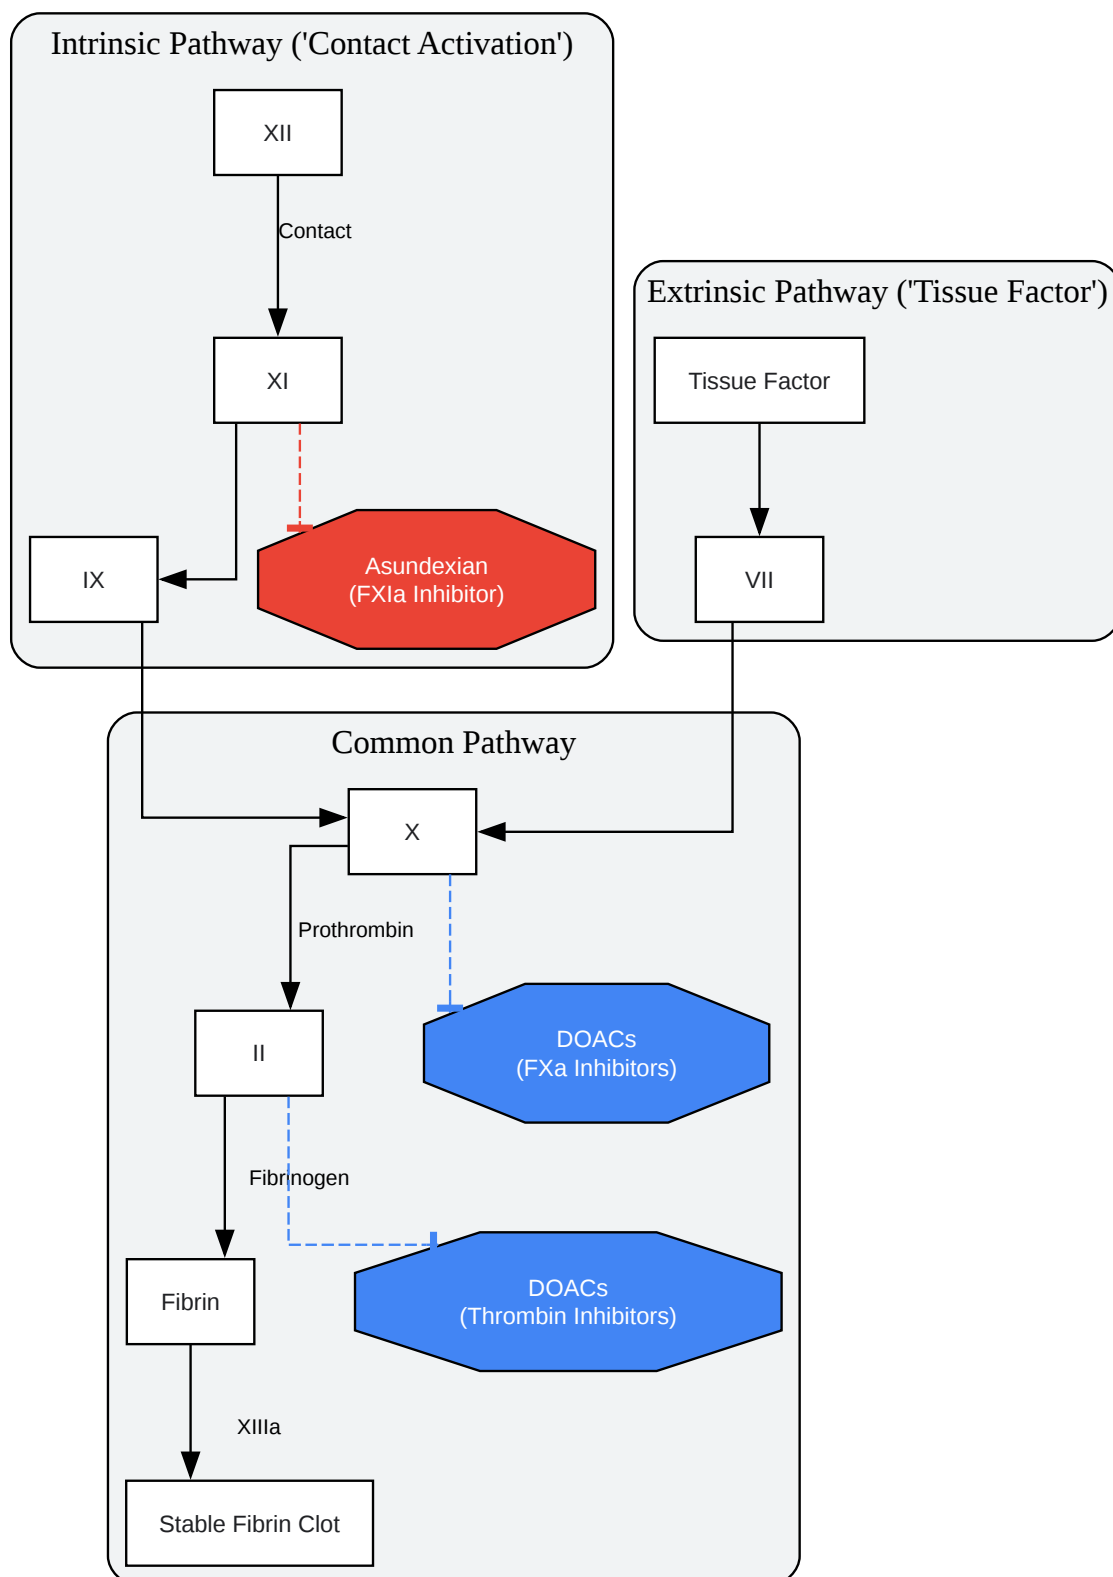 Intrinsic Pathway ('Contact Activation')
XII
Contact
XI
IX
Asundexian
(FXIa Inhibitor)
Extrinsic Pathway ('Tissue Factor')
Tissue Factor
VII
Common Pathway
X
Prothrombin
II
DOACs
(FXa Inhibitors)
Fibrinogen
Fibrin
DOACs
(Thrombin Inhibitors)
XIIIa
Stable Fibrin Clot